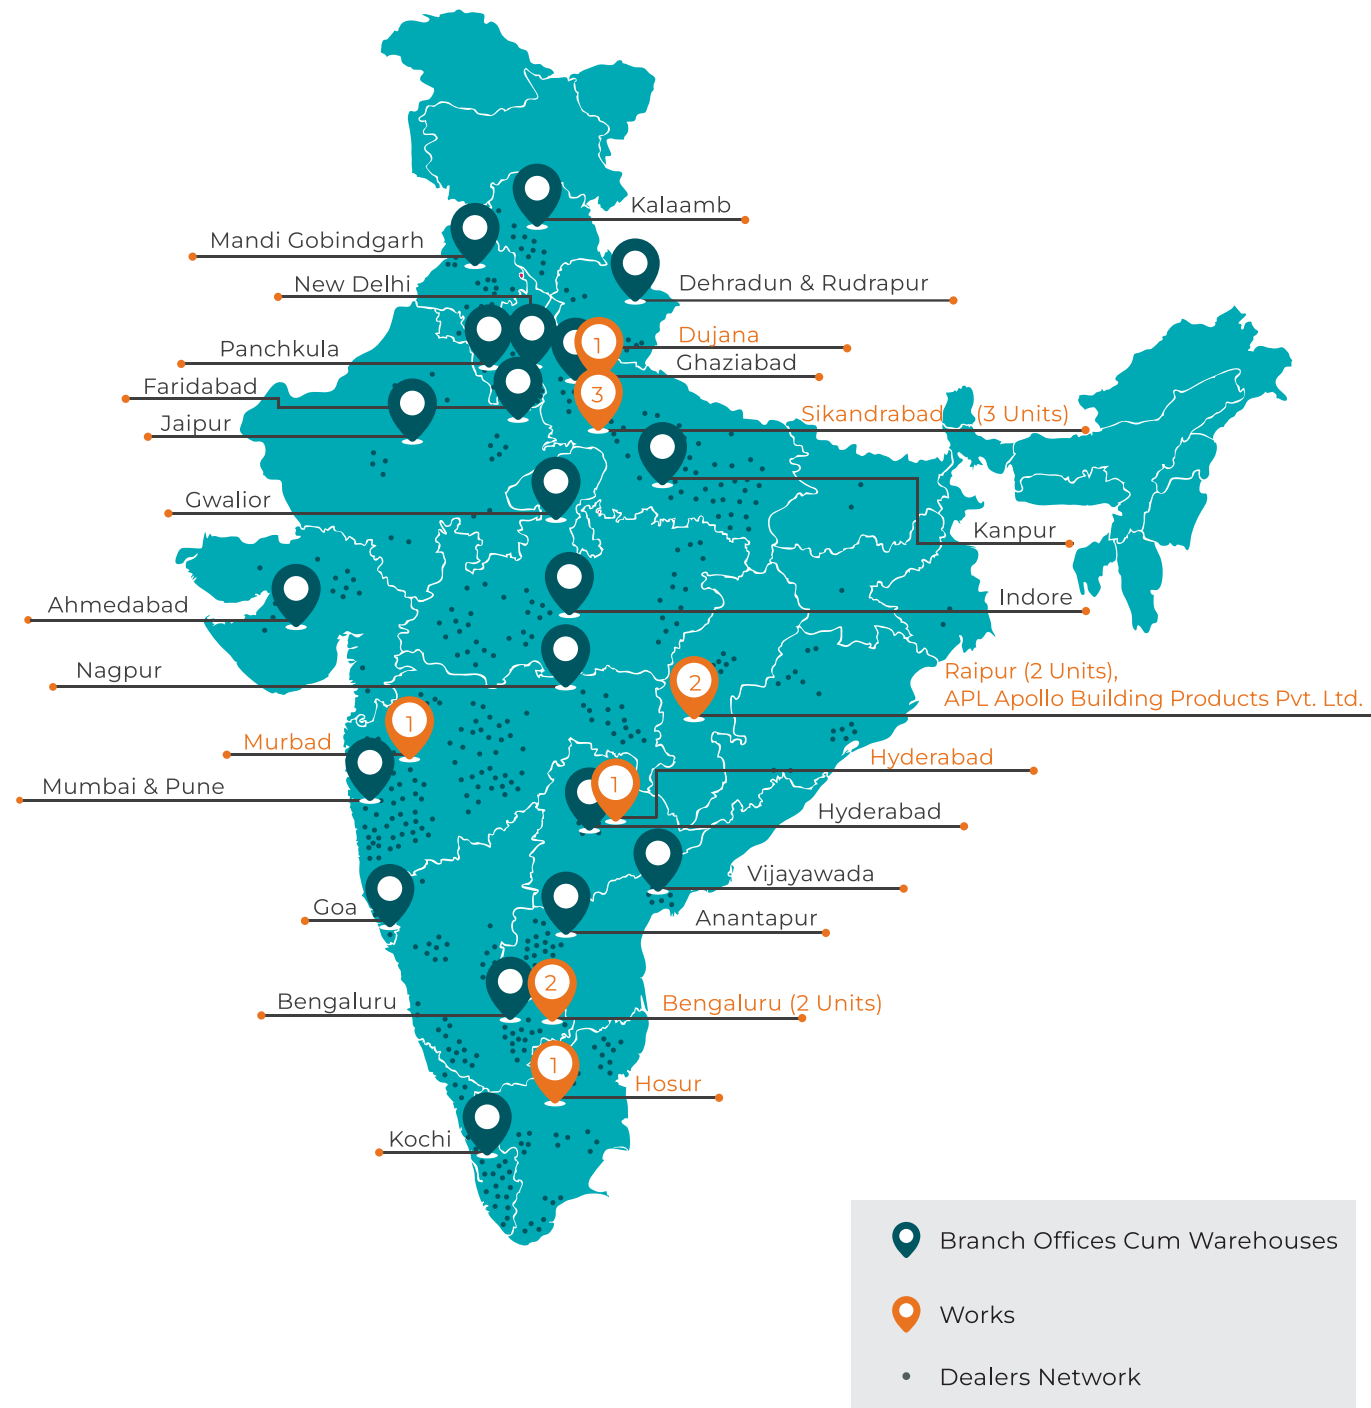 Kalaamb
Mandi Gobindgarh
New Delhi
Dehradun & Rudrapur
Dujana
1
Panchkula
Ghaziabad
Faridabad
3
Sikandrabad (3 Units)
Jaipur
Gwalior
Kanpur
Ahmedabad
Indore
Nagpur
2
Raipur (2 Units),
APL Apollo Building Products Pvt. Ltd.
1
Murbad
Hyderabad
Mumbai & Pune
1
Hyderabad
Vijayawada
Goa
Anantapur
2
Bengaluru
Bengaluru (2 Units)
1
Hosur
Kochi
Branch Offices Cum Warehouses
Works
Dealers Network